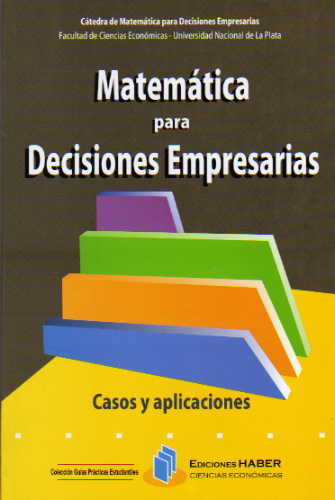 Cátedra de Matemática para Decisiones Empresarias
Facultad de Ciencias Económicas - Universidad Nacional de La Plata
Matemática
para
Decisiones Empresarias
Casos y aplicaciones
Colección Guías Prácticas Estudiantiles
EDICIONES HABER
CIENCIAS ECONÓMICAS